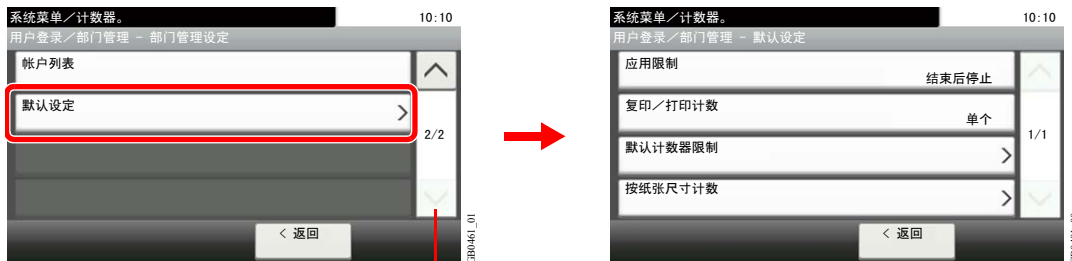 系统菜单／计数器。 10:10
用户登录／部门管理 - 部门管理设定
帐户列表
默认设定
2/2
< 返回
GB0461_01
系统菜单／计数器。 10:10
用户登录／部门管理 - 默认设定
应用限制
结束后停止
复印／打印计数
单个
1/1
默认计数器限制
按纸张尺寸计数
< 返回